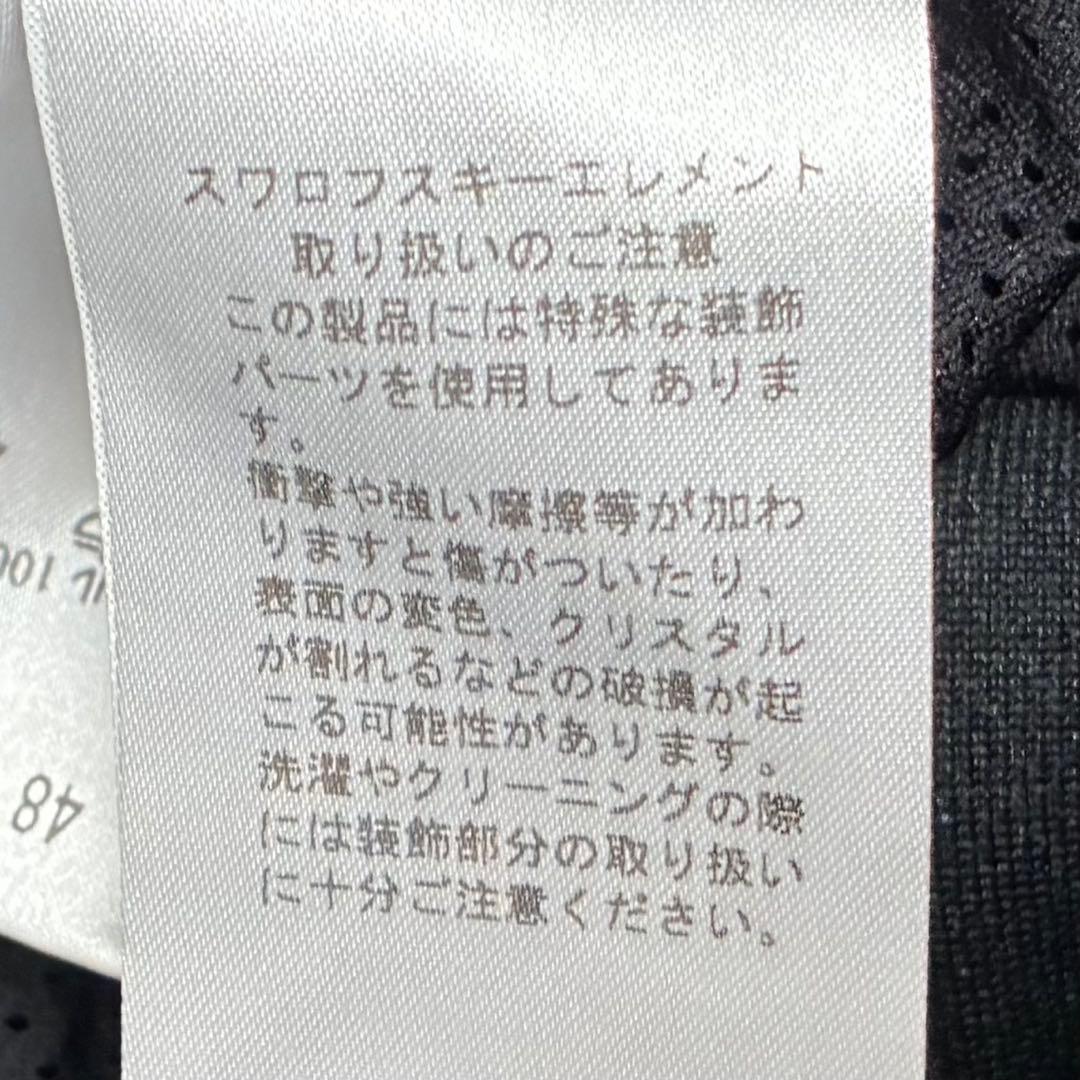 スワロフスキーエレメント
取り扱いのご注意
この製品には特殊な装飾
パーツを使用してありま
す。
衝撃や強い摩擦等が加わ
りますと傷がついたり、
表面の変色、クリスタル
が割れるなどの破損が起
こる可能性があります。
洗濯やクリーニングの際
には装飾部分の取り扱い
に十分ご注意ください。
48